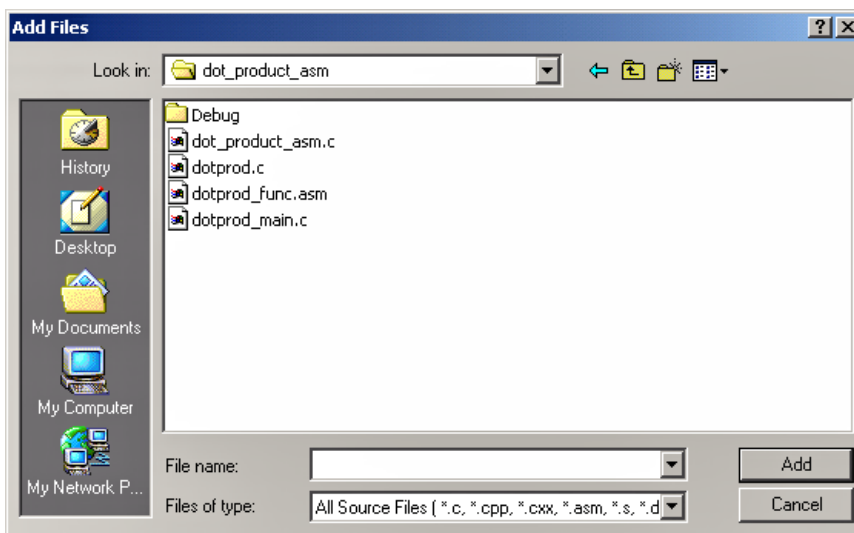 Add Files
Look in: dot_product_asm
Debug
dot_product_asm.c
dotprod.c
dotprod_func.asm
dotprod_main.c
History
Desktop
My Documents
My Computer
My Network P...
File name:
Add
Files of type: All Source Files ( *.c, *.cpp, *.cxx, *.asm, *.s, *.d
Cancel